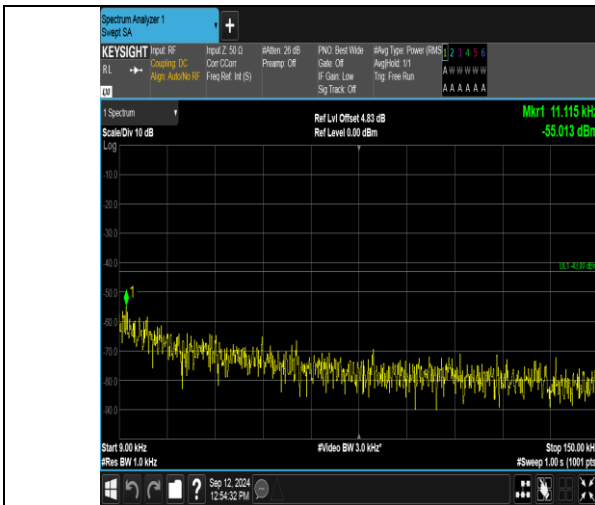 Spectrum Analyzer 1
Swept SA
+
KEYSIGHT Input: RF Input Z: 50 Ω #Atten: 26 dB PNO: Best Wide #Avg Type: Power (RMS 1 2 3 4 5 6
RL Coupling: DC Corr CCorr Preamp: Off Gate: Off Avg|Hold: 1/1 A W W W W W
Align: Auto/No RF Freq Ref: Int (S) IF Gain: Low Trig: Free Run A A A A A A
LXI Sig Track: Off
1 Spectrum Ref Lvl Offset 4.83 dB Mkr1 11.115 kHz
Scale/Div 10 dB Ref Level 0.00 dBm -55.013 dBm
Log
-10.0
-20.0
-30.0
-40.0
DL1 -43.00 dBm
1
-50.0
-60.0
-70.0
-80.0
-90.0
Start 9.00 kHz #Video BW 3.0 kHz* Stop 150.00 kHz
#Res BW 1.0 kHz #Sweep 1.00 s (1001 pts
? Sep 12, 2024
12:54:32 PM